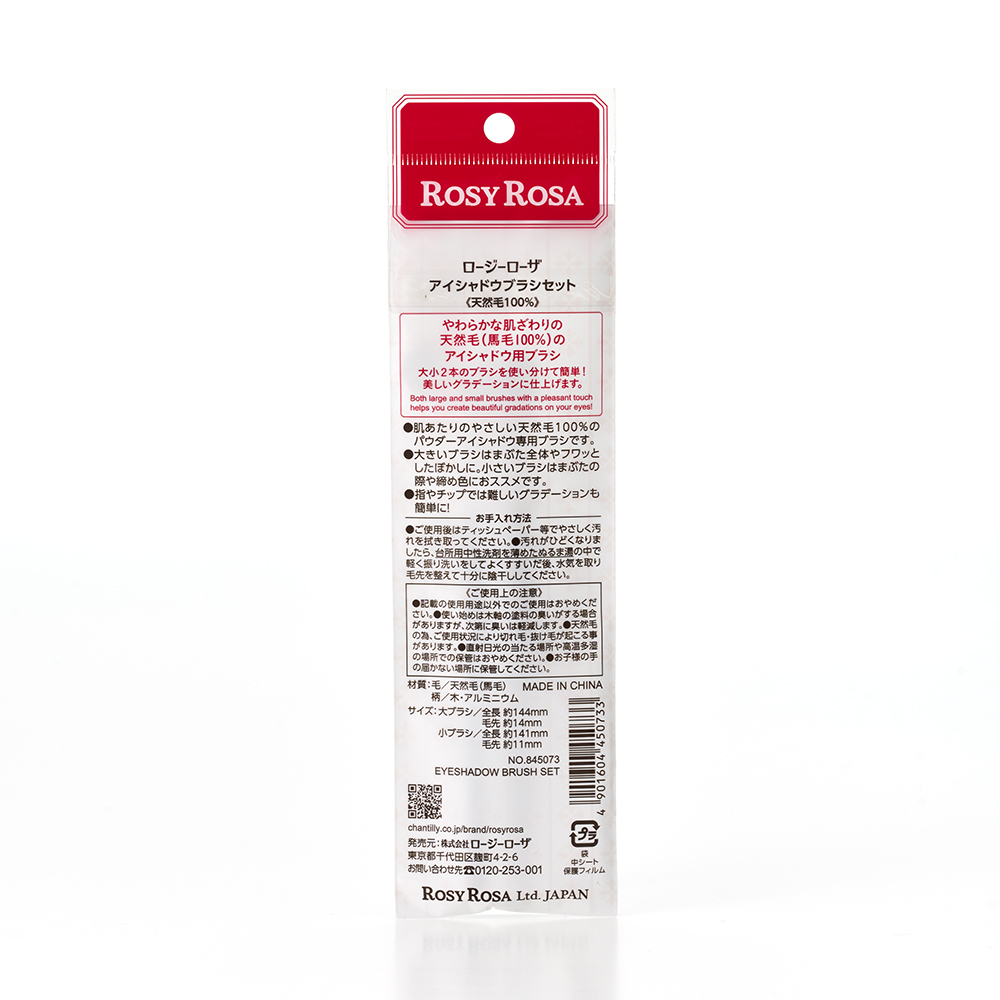 ROSY ROSA
ロージーローザ
アイシャドウブラシセット
《天然毛100%》
やわらかな肌ざわりの
天然毛(馬毛100%)の
アイシャドウ用ブラシ
大小2本のブラシを使い分けて簡単!
美しいグラデーションに仕上げます。
Both large and small brushes with a pleasant touch
helps you create beautiful gradations on your eyes!
●肌あたりのやさしい天然毛100%の
パウダーアイシャドウ専用ブラシです。
●大きいブラシはまぶた全体やフワッと
したぼかしに。小さいブラシはまぶたの
際や締め色におススメです。
●指やチップでは難しいグラデーションも
簡単に!
お手入れ方法
●ご使用後はティッシュペーパー等でやさしく汚
れを拭き取ってください。●汚れがひどくなりま
したら、台所用中性洗剤を薄めたぬるま湯の中で
軽く振り洗いをしてよくすすいだ後、水気を取り
毛先を整えて十分に陰干ししてください。
《ご使用上の注意》
●記載の使用用途以外でのご使用はおやめくだ
さい。●使い始めは木軸の塗料の臭いがする場合
がありますが、次第に臭いは軽減します。●天然毛
の為、ご使用状況により切れ毛・抜け毛が起こる事
があります。●直射日光の当たる場所や高温多湿
の場所での保管はおやめください。●お子様の手
の届かない場所に保管してください。
材質:毛/天然毛(馬毛) MADE IN CHINA
柄/木・アルミニウム
サイズ:大ブラシ/全長 約144mm
毛先 約14mm
小ブラシ/全長 約141mm
毛先 約11mm
NO.845073
EYESHADOW BRUSH SET
4 901604 450733
chantilly.co.jp/brand/rosyrosa
発売元:株式会社ロージーローザ
東京都千代田区麹町4-2-6
お問い合わせ先☎0120-253-001
プラ
袋
中シート
保護フィルム
ROSY ROSA Ltd. JAPAN